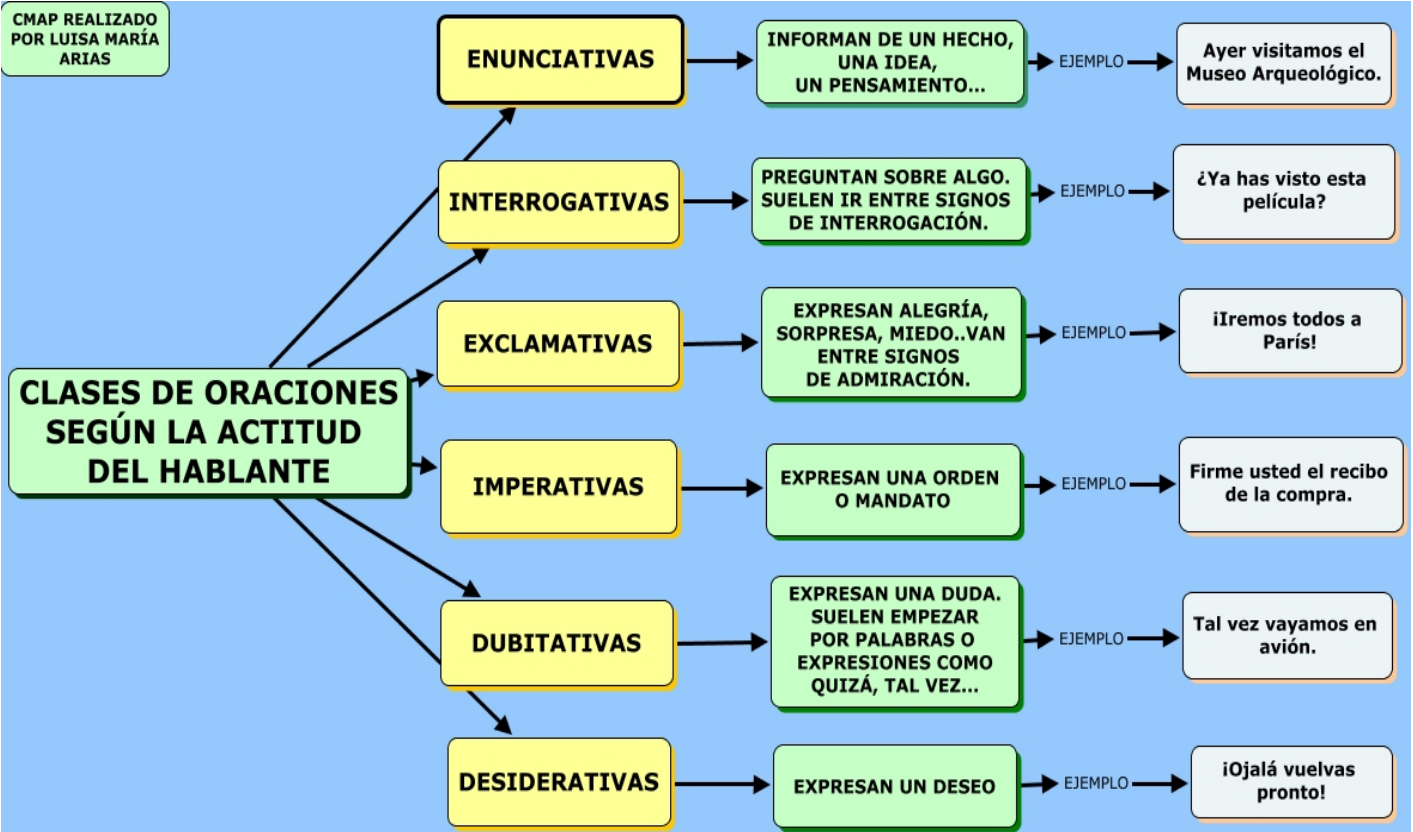 CMAP REALIZADO
POR LUISA MARÍA
ARIAS
CLASES DE ORACIONES
SEGÚN LA ACTITUD
DEL HABLANTE
ENUNCIATIVAS
INFORMAN DE UN HECHO,
UNA IDEA,
UN PENSAMIENTO...
EJEMPLO
Ayer visitamos el
Museo Arqueológico.
INTERROGATIVAS
PREGUNTAN SOBRE ALGO.
SUELEN IR ENTRE SIGNOS
DE INTERROGACIÓN.
EJEMPLO
¿Ya has visto esta
película?
EXCLAMATIVAS
EXPRESAN ALEGRÍA,
SORPRESA, MIEDO..VAN
ENTRE SIGNOS
DE ADMIRACIÓN.
EJEMPLO
¡Iremos todos a
París!
IMPERATIVAS
EXPRESAN UNA ORDEN
O MANDATO
EJEMPLO
Firme usted el recibo
de la compra.
DUBITATIVAS
EXPRESAN UNA DUDA.
SUELEN EMPEZAR
POR PALABRAS O
EXPRESIONES COMO
QUIZÁ, TAL VEZ...
EJEMPLO
Tal vez vayamos en
avión.
DESIDERATIVAS
EXPRESAN UN DESEO
EJEMPLO
¡Ojalá vuelvas
pronto!